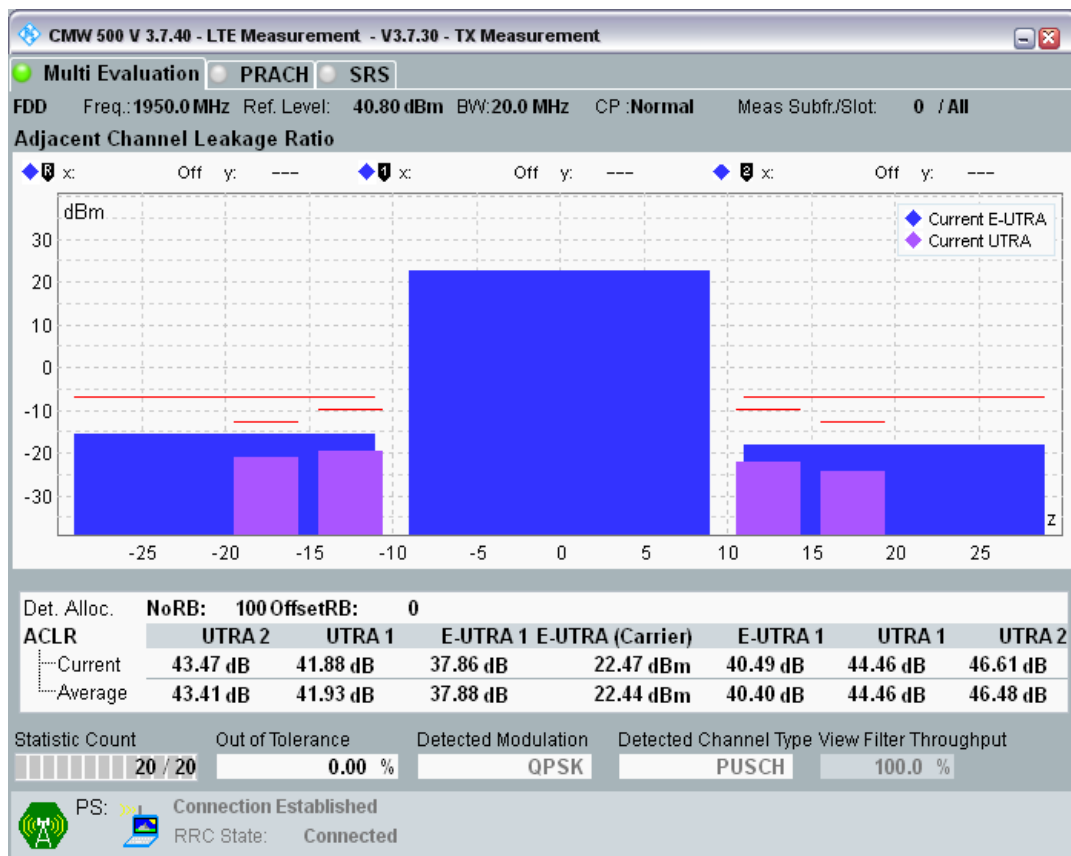 CMW 500 V 3.7.40 - LTE Measurement - V3.7.30 - TX Measurement
Multi Evaluation PRACH SRS
FDD Freq.:1950.0 MHz Ref. Level: 40.80 dBm BW:20.0 MHz CP :Normal Meas Subfr./Slot: 0 / All
Adjacent Channel Leakage Ratio
R x: Off y: --- 1 x: Off y: --- 2 x: Off y: ---
dBm
Current E-UTRA
Current UTRA
30
20
10
0
-10
-20
-30
z
-25 -20 -15 -10 -5 0 5 10 15 20 25
Det. Alloc. NoRB: 100 OffsetRB: 0
ACLR UTRA 2 UTRA 1 E-UTRA 1 E-UTRA (Carrier) E-UTRA 1 UTRA 1 UTRA 2
Current 43.47 dB 41.88 dB 37.86 dB 22.47 dBm 40.49 dB 44.46 dB 46.61 dB
Average 43.41 dB 41.93 dB 37.88 dB 22.44 dBm 40.40 dB 44.46 dB 46.48 dB
Statistic Count Out of Tolerance Detected Modulation Detected Channel Type View Filter Throughput
20 / 20 0.00 % QPSK PUSCH 100.0 %
PS: Connection Established
RRC State: Connected